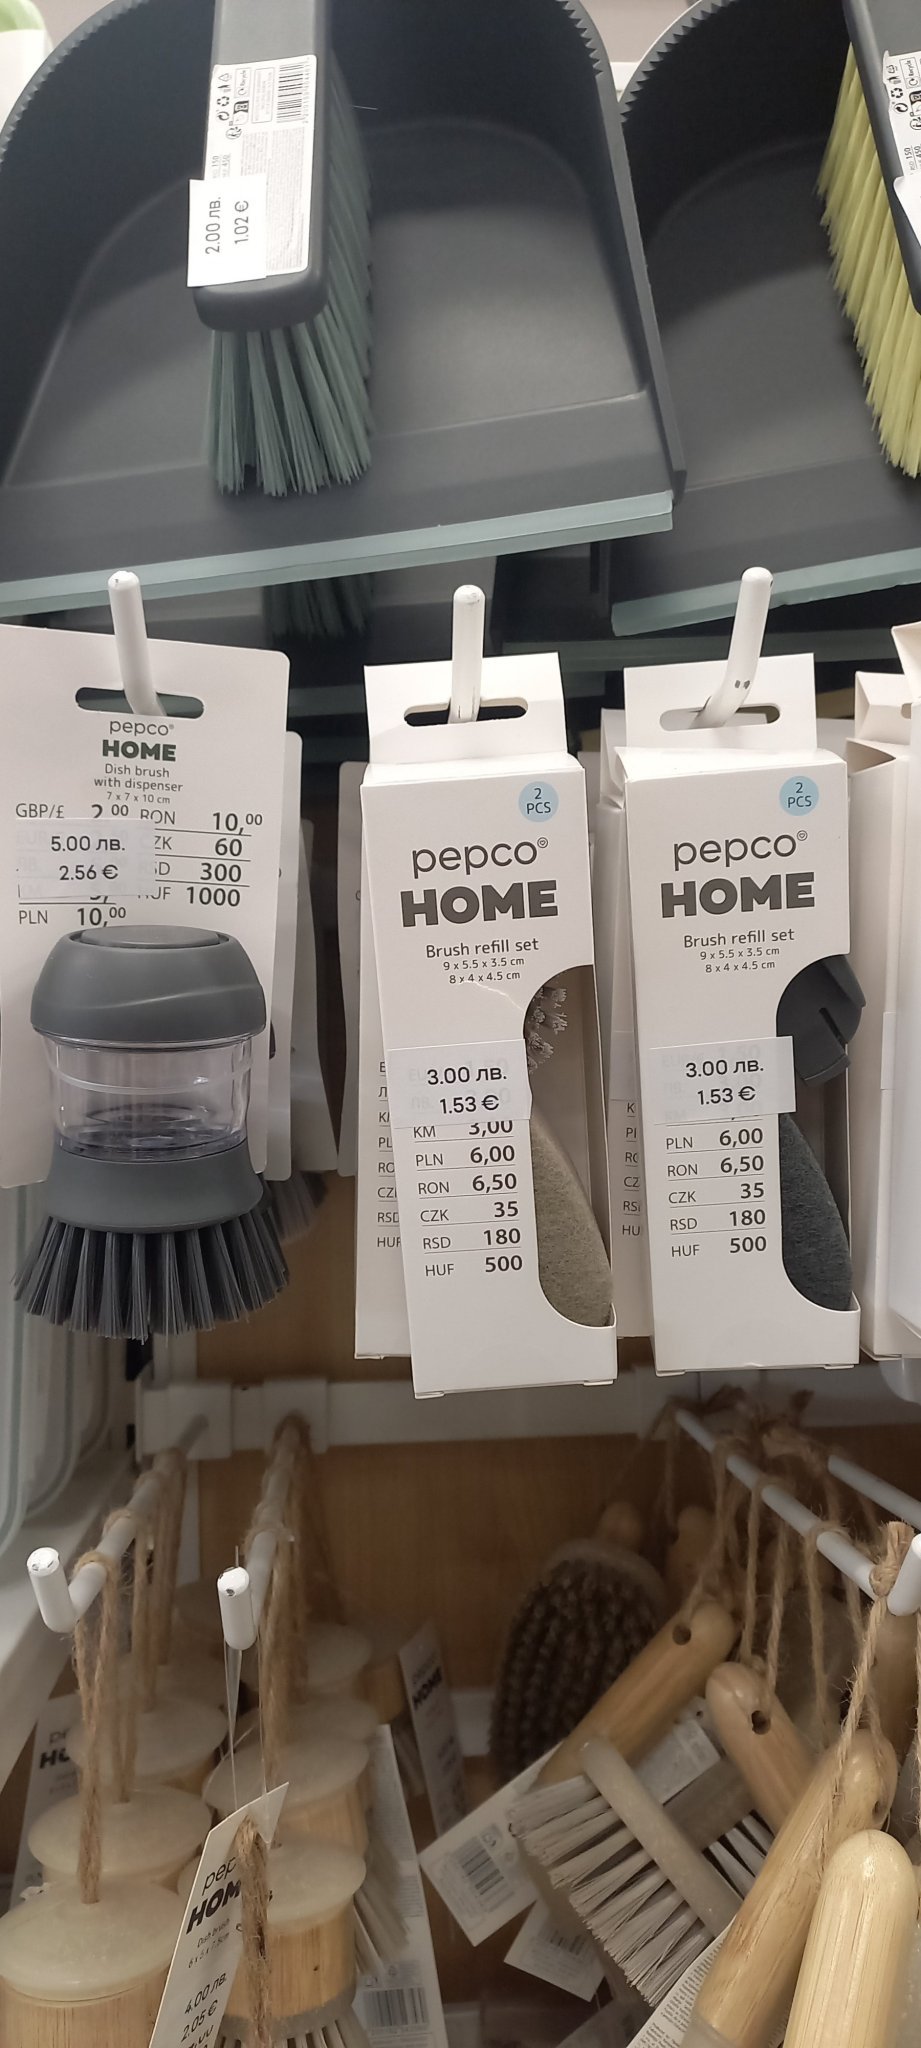 2.00 лв.
1.02 €
pepco
HOME
Dish brush
with dispenser
7 x 7 x 10 cm
GBP/£ 2,00
RON 10,00
60
300
HUF 1000
PLN 10,00
5.00 лв.
2.56 €
2
PCS
pepco
HOME
Brush refill set
9 x 5.5 x 3.5 cm
8 x 4 x 4.5 cm
3.00 лв.
1.53 €
KM 3,00
PLN 6,00
RON 6,50
CZK 35
RSD 180
HUF 500
2
PCS
pepco
HOME
Brush refill set
9 x 5.5 x 3.5 cm
8 x 4 x 4.5 cm
3.00 лв.
1.53 €
PLN 6,00
RON 6,50
CZK 35
RSD 180
HUF 500
HOME
Dish brush
4.00 лв.
2.05 €